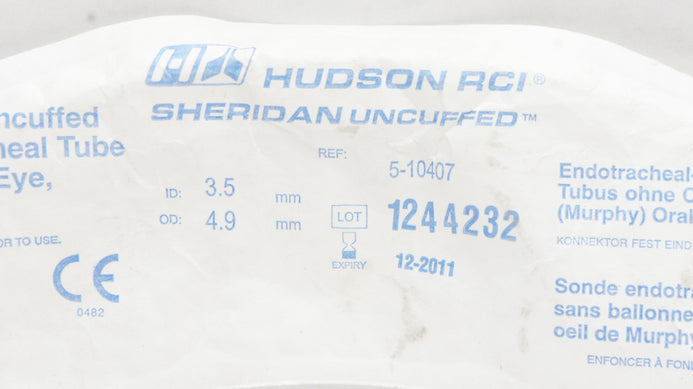 HUDSON RCI®
SHERIDAN UNCUFFED™
ncuffed
heal Tube
Eye,
OR TO USE.
CE
0482
REF: 5-10407
ID: 3.5 mm
OD: 4.9 mm
LOT 1244232
EXPIRY 12-2011
Endotracheal-
Tubus ohne C
(Murphy) Oral
KONNEKTOR FEST EIND
Sonde endotra
sans ballonne
oeil de Murphy
ENFONCER À FON